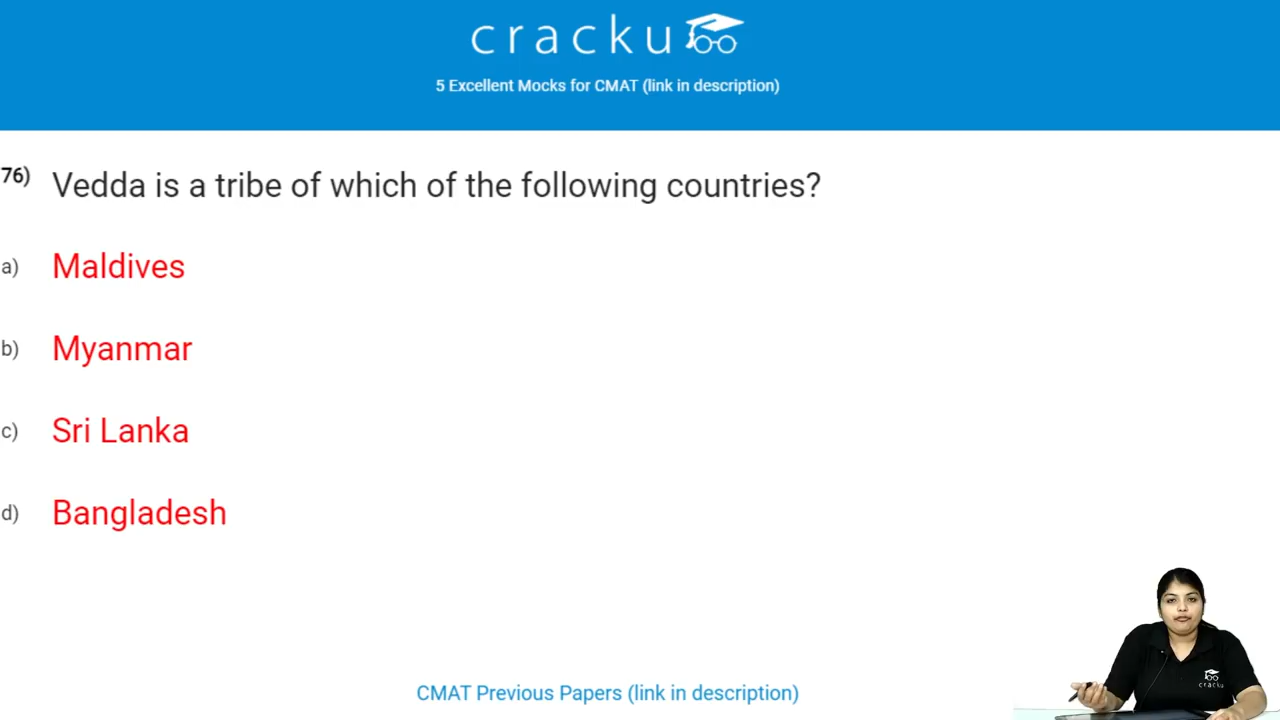 cracku
5 Excellent Mocks for CMAT (link in description)
76) Vedda is a tribe of which of the following countries?
a) Maldives
b) Myanmar
c) Sri Lanka
d) Bangladesh
cracku
CMAT Previous Papers (link in description)